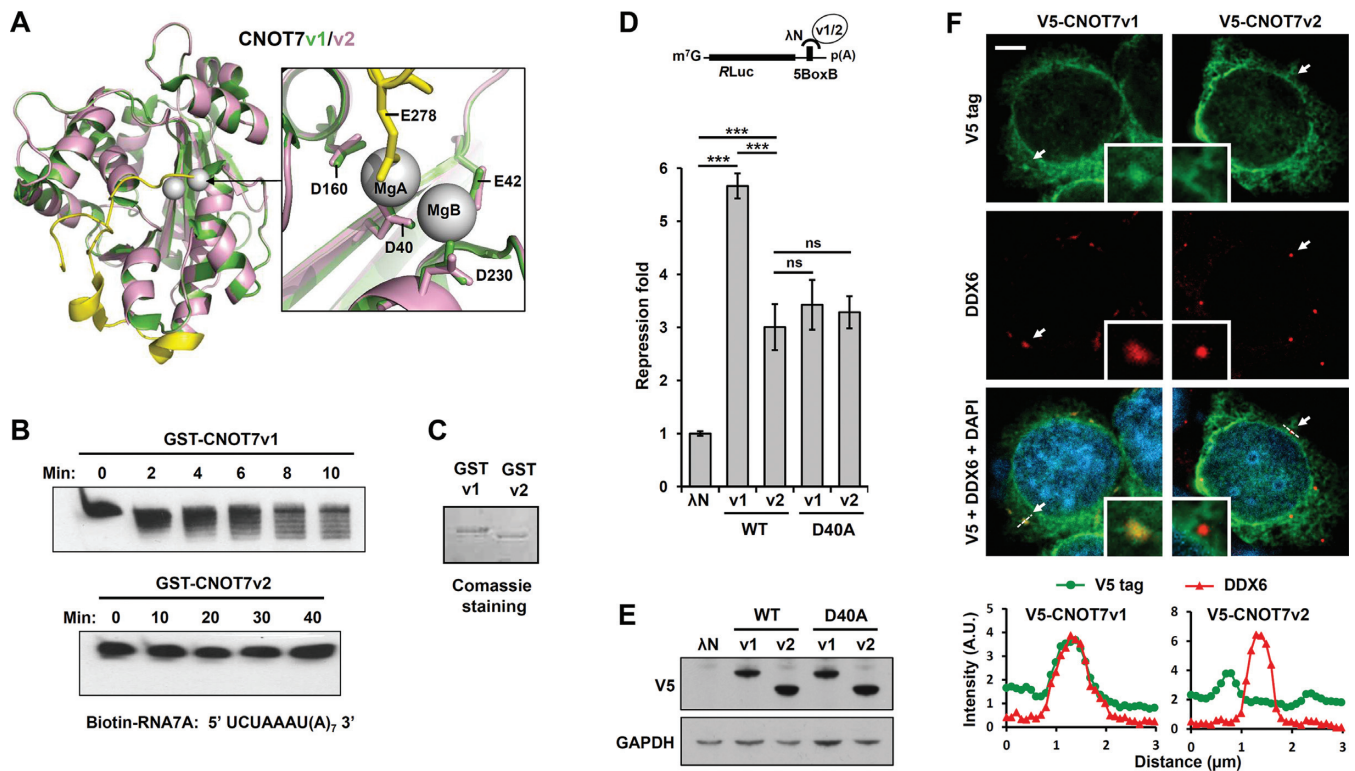 A
CNOT7v1/v2
E278
D160
MgA
E42
MgB
D40
D230
B
GST-CNOT7v1
Min: 0 2 4 6 8 10
GST-CNOT7v2
Min: 0 10 20 30 40
Biotin-RNA7A: 5’ UCUAAAU(A)₇ 3’
C
GST v1
GST v2
Comassie
staining
D
λN
v1/2
m⁷G
p(A)
RLuc
5BoxB
***
***
***
ns
ns
Repression fold
6
5
4
3
2
1
0
λN v1 v2 v1 v2
WT D40A
E
WT D40A
λN v1 v2 v1 v2
V5
GAPDH
F
V5-CNOT7v1 V5-CNOT7v2
V5 tag
DDX6
V5 + DDX6 + DAPI
V5 tag DDX6
V5-CNOT7v1
Intensity (A.U.)
5
4
3
2
1
0
0 1 2 3
V5-CNOT7v2
8
6
4
2
0
0 1 2 3
Distance (µm)